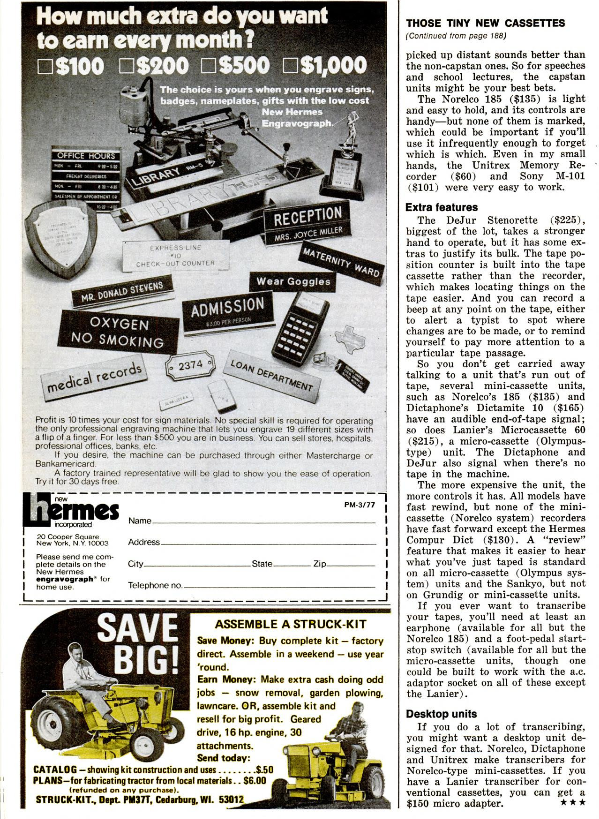 How much extra do you want
to earn every month?
$100 $200 $500 $1,000
The choice is yours when you engrave signs,
badges, nameplates, gifts with the low cost
New Hermes
Engravograph.
OFFICE HOURS
FREIGHT DELIVERIES
SALESMEN BY APPOINTMENT
LIBRARY
LIBRARY
RECEPTION
MRS. JOYCE MILLER
EXPRESS LINE
#10
CHECK-OUT COUNTER
MATERNITY WARD
MR. DONALD STEVENS
Wear Goggles
ADMISSION
$3.00 PER PERSON
OXYGEN
NO SMOKING
2374
medical records
LOAN DEPARTMENT
Profit is 10 times your cost for sign materials. No special skill is required for operating
the only professional engraving machine that lets you engrave 19 different sizes with
a flip of a finger. For less than $500 you are in business. You can sell stores, hospitals,
professional offices, banks, etc.
If you desire, the machine can be purchased through either Mastercharge or
Bankamericard.
A factory trained representative will be glad to show you the ease of operation.
Try it for 30 days free.
new
hermes
incorporated
20 Cooper Square
New York, N.Y. 10003
Please send me com-
plete details on the
New Hermes
engravograph® for
home use.
PM-3/77
Name
Address
City State Zip
Telephone no.
SAVE
BIG!
ASSEMBLE A STRUCK-KIT
Save Money: Buy complete kit – factory
direct. Assemble in a weekend – use year
'round.
Earn Money: Make extra cash doing odd
jobs – snow removal, garden plowing,
lawncare. OR, assemble kit and
resell for big profit. Geared
drive, 16 hp. engine, 30
attachments.
Send today:
CATALOG – showing kit construction and uses ........$.50
PLANS – for fabricating tractor from local materials .. $6.00
(refunded on any purchase).
STRUCK-KIT., Dept. PM37T, Cedarburg, WI. 53012
THOSE TINY NEW CASSETTES
(Continued from page 188)
picked up distant sounds better than
the non-capstan ones. So for speeches
and school lectures, the capstan
units might be your best bets.
The Norelco 185 ($135) is light
and easy to hold, and its controls are
handy—but none of them is marked,
which could be important if you'll
use it infrequently enough to forget
which is which. Even in my small
hands, the Unitrex Memory Re-
corder ($60) and Sony M-101
($101) were very easy to work.
Extra features
The DeJur Stenorette ($225),
biggest of the lot, takes a stronger
hand to operate, but it has some ex-
tras to justify its bulk. The tape po-
sition counter is built into the tape
cassette rather than the recorder,
which makes locating things on the
tape easier. And you can record a
beep at any point on the tape, either
to alert a typist to spot where
changes are to be made, or to remind
yourself to pay more attention to a
particular tape passage.
So you don't get carried away
talking to a unit that's run out of
tape, several mini-cassette units,
such as Norelco's 185 ($135) and
Dictaphone's Dictamite 10 ($165)
have an audible end-of-tape signal;
so does Lanier's Microcassette 60
($215), a micro-cassette (Olympus-
type) unit. The Dictaphone and
DeJur also signal when there's no
tape in the machine.
The more expensive the unit, the
more controls it has. All models have
fast rewind, but none of the mini-
cassette (Norelco system) recorders
have fast forward except the Hermes
Compur Dict ($130). A "review"
feature that makes it easier to hear
what you've just taped is standard
on all micro-cassette (Olympus sys-
tem) units and the Sankyo, but not
on Grundig or mini-cassette units.
If you ever want to transcribe
your tapes, you'll need at least an
earphone (available for all but the
Norelco 185) and a foot-pedal start-
stop switch (available for all but the
micro-cassette units, though one
could be built to work with the a.c.
adaptor socket on all of these except
the Lanier).
Desktop units
If you do a lot of transcribing,
you might want a desktop unit de-
signed for that. Norelco, Dictaphone
and Unitrex make transcribers for
Norelco-type mini-cassettes. If you
have a Lanier transcriber for con-
ventional cassettes, you can get a
$150 micro adapter. ★★★